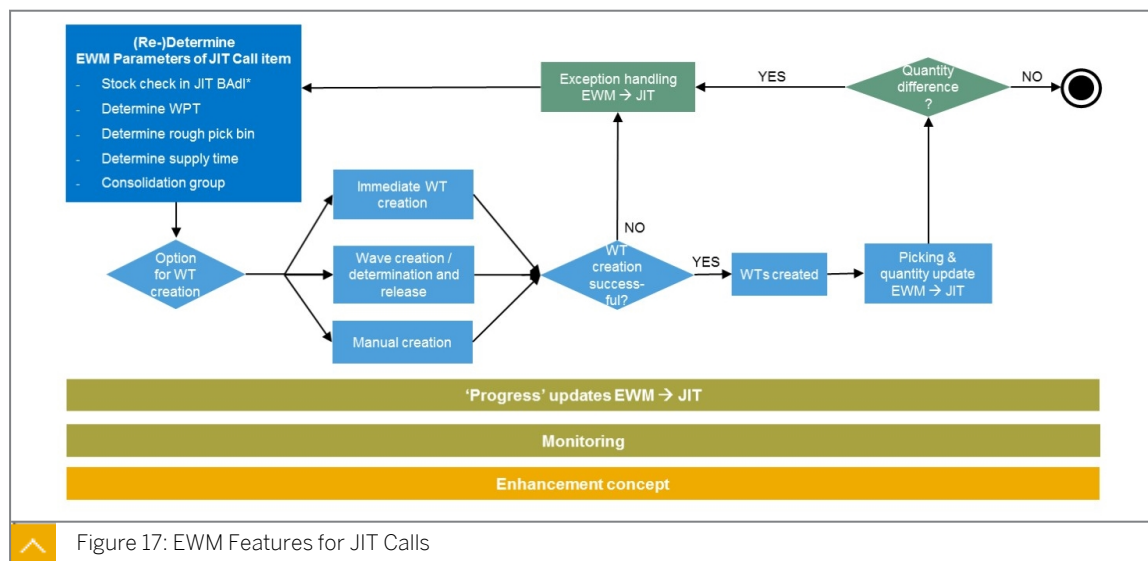 (Re-)Determine
EWM Parameters of JIT Call item
- Stock check in JIT BAdI*
- Determine WPT
- Determine rough pick bin
- Determine supply time
- Consolidation group
Exception handling
EWM → JIT
YES
Quantity
difference
?
NO
Option
for WT
creation
Immediate WT
creation
Wave creation /
determination and
release
Manual creation
NO
WT
creation
success-
ful?
YES
WTs created
Picking &
quantity update
EWM → JIT
'Progress' updates EWM → JIT
Monitoring
Enhancement concept
Figure 17: EWM Features for JIT Calls